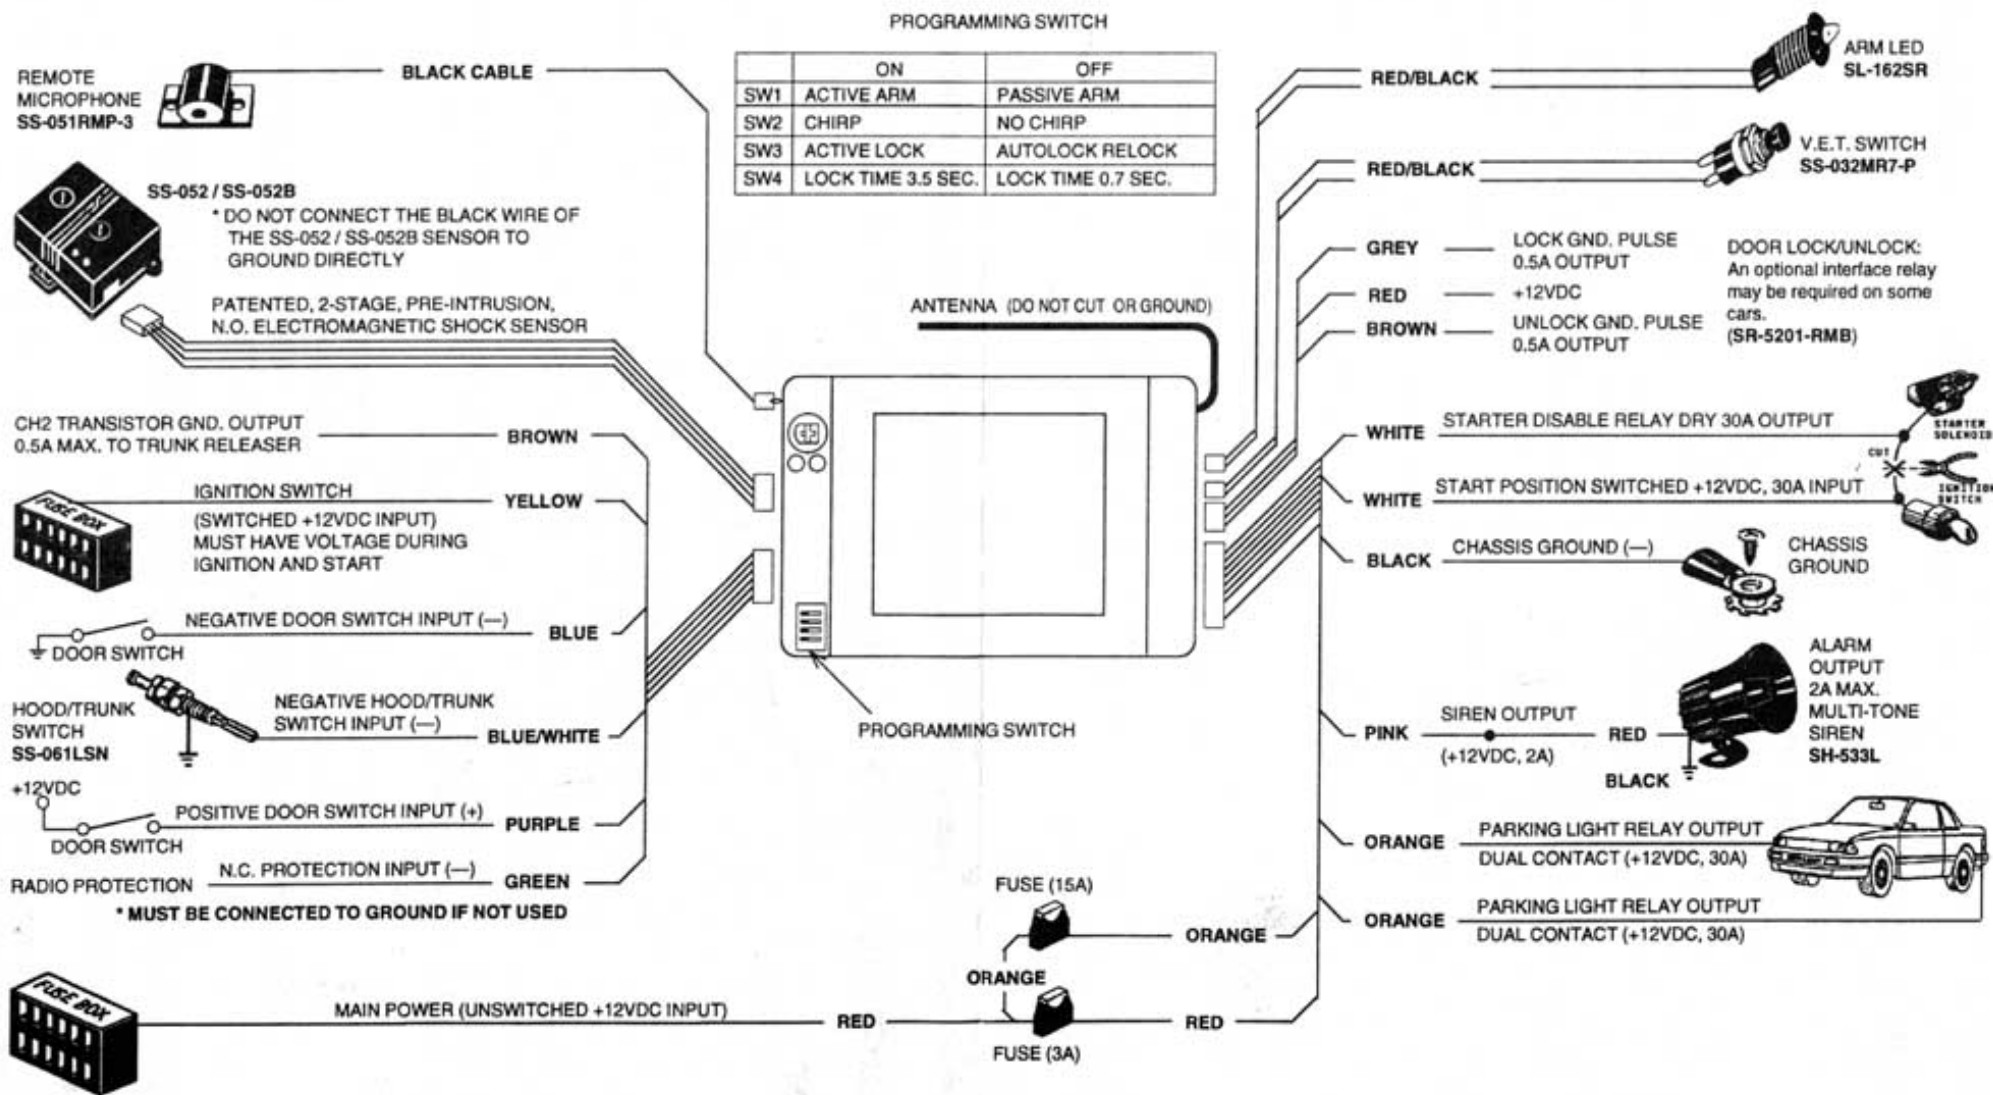 PROGRAMMING SWITCH
ON OFF
SW1 ACTIVE ARM PASSIVE ARM
SW2 CHIRP NO CHIRP
SW3 ACTIVE LOCK AUTOLOCK RELOCK
SW4 LOCK TIME 3.5 SEC. LOCK TIME 0.7 SEC.
REMOTE
MICROPHONE
SS-051RMP-3
BLACK CABLE
SS-052 / SS-052B
* DO NOT CONNECT THE BLACK WIRE OF
THE SS-052 / SS-052B SENSOR TO
GROUND DIRECTLY
PATENTED, 2-STAGE, PRE-INTRUSION,
N.O. ELECTROMAGNETIC SHOCK SENSOR
CH2 TRANSISTOR GND. OUTPUT
0.5A MAX. TO TRUNK RELEASER
BROWN
FUSE BOX
IGNITION SWITCH
YELLOW
(SWITCHED +12VDC INPUT)
MUST HAVE VOLTAGE DURING
IGNITION AND START
NEGATIVE DOOR SWITCH INPUT (—)
BLUE
DOOR SWITCH
HOOD/TRUNK
SWITCH
SS-061LSN
NEGATIVE HOOD/TRUNK
SWITCH INPUT (—)
BLUE/WHITE
+12VDC
POSITIVE DOOR SWITCH INPUT (+)
PURPLE
DOOR SWITCH
RADIO PROTECTION
N.C. PROTECTION INPUT (—)
GREEN
* MUST BE CONNECTED TO GROUND IF NOT USED
FUSE BOX
MAIN POWER (UNSWITCHED +12VDC INPUT)
RED
FUSE (15A)
ORANGE
ORANGE
RED
FUSE (3A)
ANTENNA (DO NOT CUT OR GROUND)
PROGRAMMING SWITCH
RED/BLACK
ARM LED
SL-162SR
RED/BLACK
V.E.T. SWITCH
SS-032MR7-P
GREY
LOCK GND. PULSE
0.5A OUTPUT
RED
+12VDC
BROWN
UNLOCK GND. PULSE
0.5A OUTPUT
DOOR LOCK/UNLOCK:
An optional interface relay
may be required on some
cars.
(SR-5201-RMB)
WHITE
STARTER DISABLE RELAY DRY 30A OUTPUT
STARTER
SOLENOID
CUT
WHITE
START POSITION SWITCHED +12VDC, 30A INPUT
IGNITION
SWITCH
BLACK
CHASSIS GROUND (—)
CHASSIS
GROUND
PINK
SIREN OUTPUT
(+12VDC, 2A)
RED
BLACK
ALARM
OUTPUT
2A MAX.
MULTI-TONE
SIREN
SH-533L
ORANGE
PARKING LIGHT RELAY OUTPUT
DUAL CONTACT (+12VDC, 30A)
ORANGE
PARKING LIGHT RELAY OUTPUT
DUAL CONTACT (+12VDC, 30A)